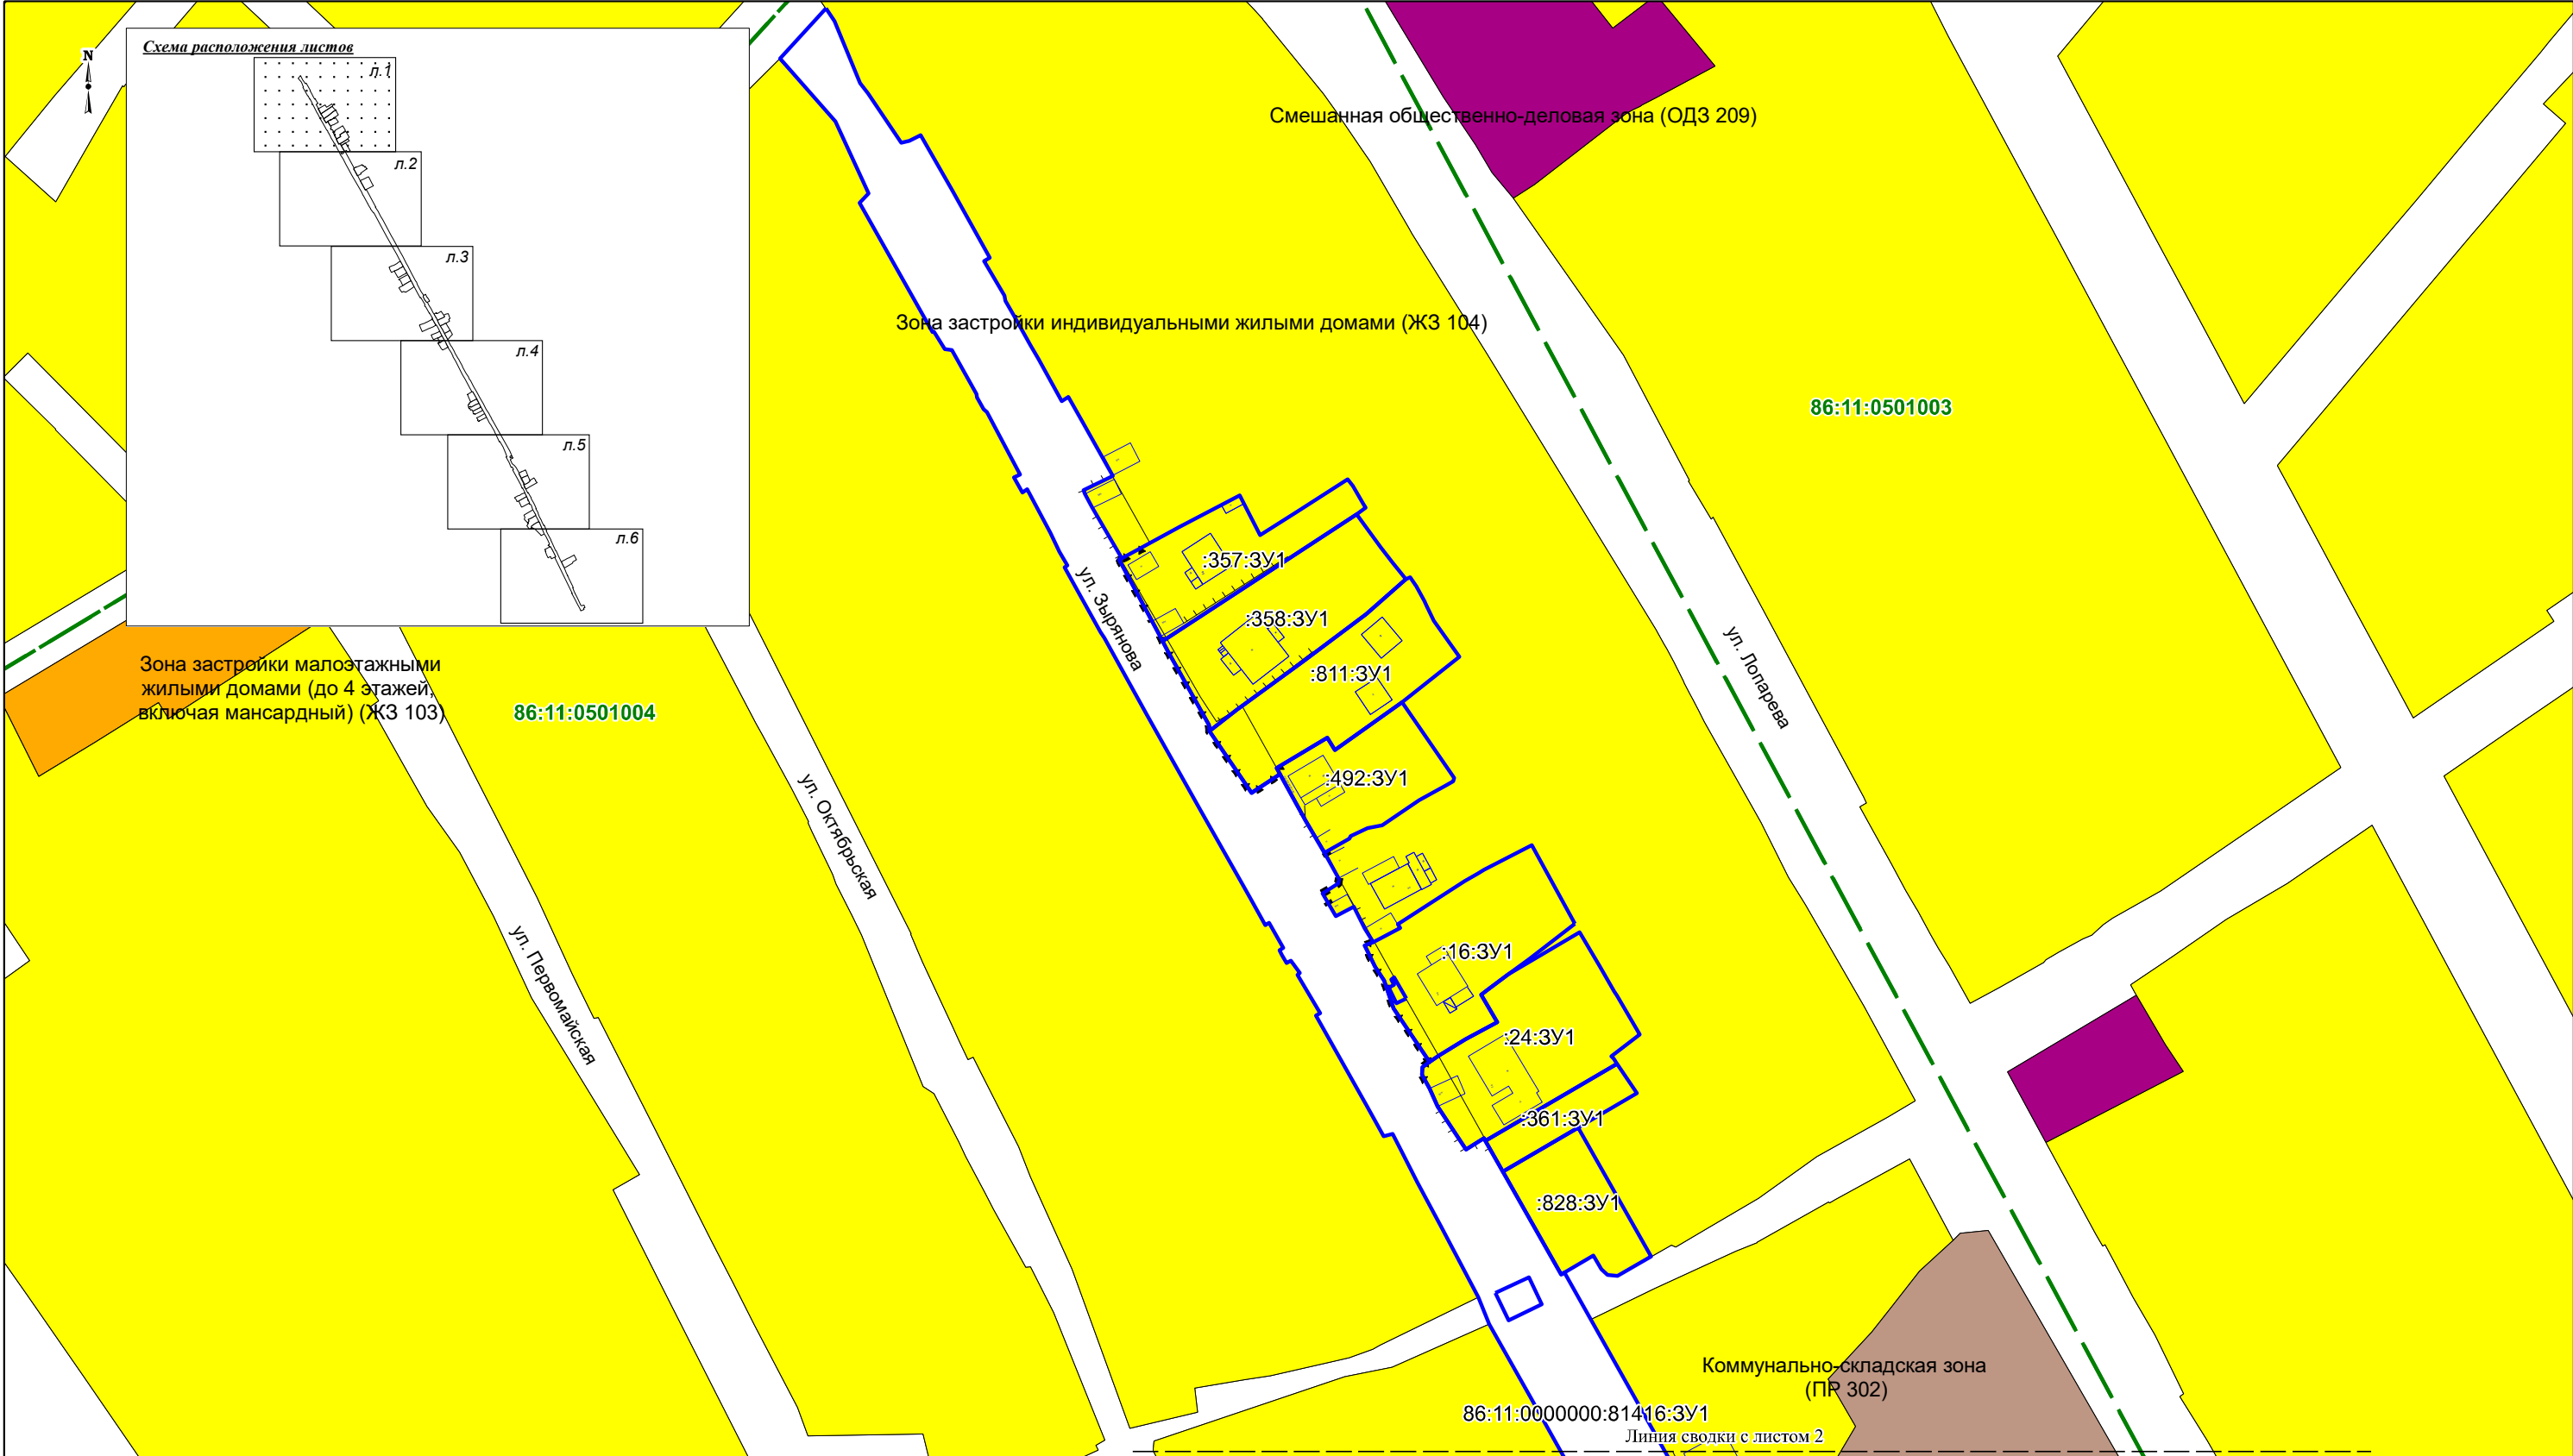 Схема расположения листов
N
л.1
л.2
л.3
л.4
л.5
л.6
Смешанная общественно-деловая зона (ОДЗ 209)
Зона застройки индивидуальными жилыми домами (ЖЗ 104)
86:11:0501003
:357:ЗУ1
ул. Зырянова
:358:ЗУ1
ул. Лопарева
Зона застройки малоэтажными
жилыми домами (до 4 этажей,
включая мансардный) (ЖЗ 103)
86:11:0501004
:811:ЗУ1
:492:ЗУ1
ул. Октябрьская
ул. Первомайская
:16:ЗУ1
:24:ЗУ1
:361:ЗУ1
:828:ЗУ1
Коммунально-складская зона
(ПР 302)
86:11:0000000:81416:ЗУ1
Линия сводки с листом 2